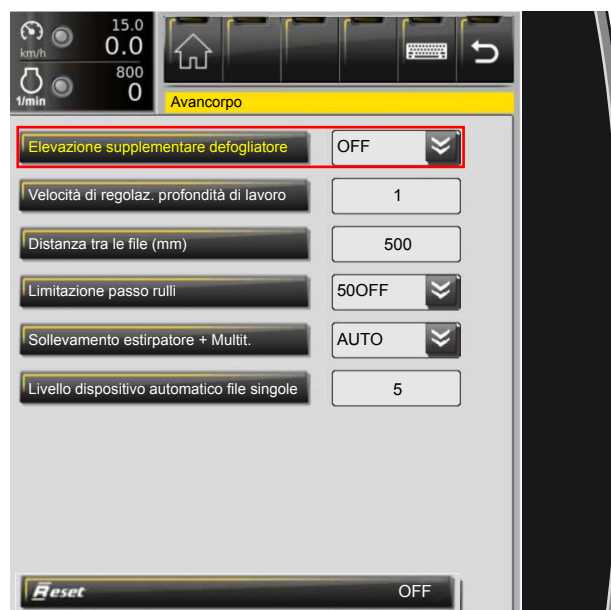 15.0
km/h 0.0
800
1/min 0
Avancorpo
Elevazione supplementare defogliatore OFF
Velocità di regolaz. profondità di lavoro 1
Distanza tra le file (mm) 500
Limitazione passo rulli 50OFF
Sollevamento estirpatore + Multit. AUTO
Livello dispositivo automatico file singole 5
Reset OFF